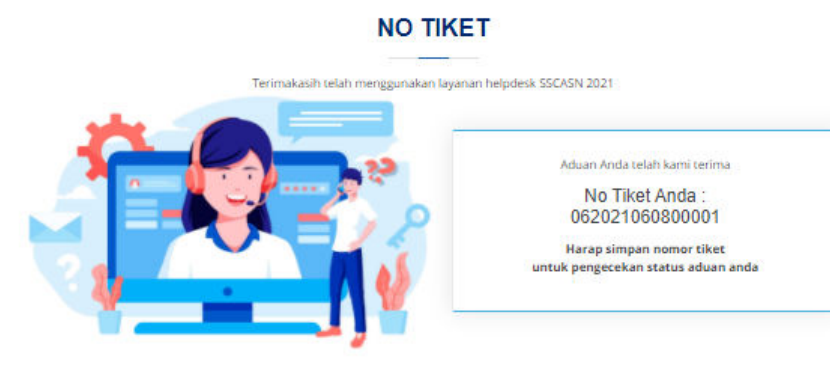 NO TIKET
Terimakasih telah menggunakan layanan helpdesk SSCASN 2021
Aduan Anda telah kami terima
No Tiket Anda :
062021060800001
Harap simpan nomor tiket
untuk pengecekan status aduan anda